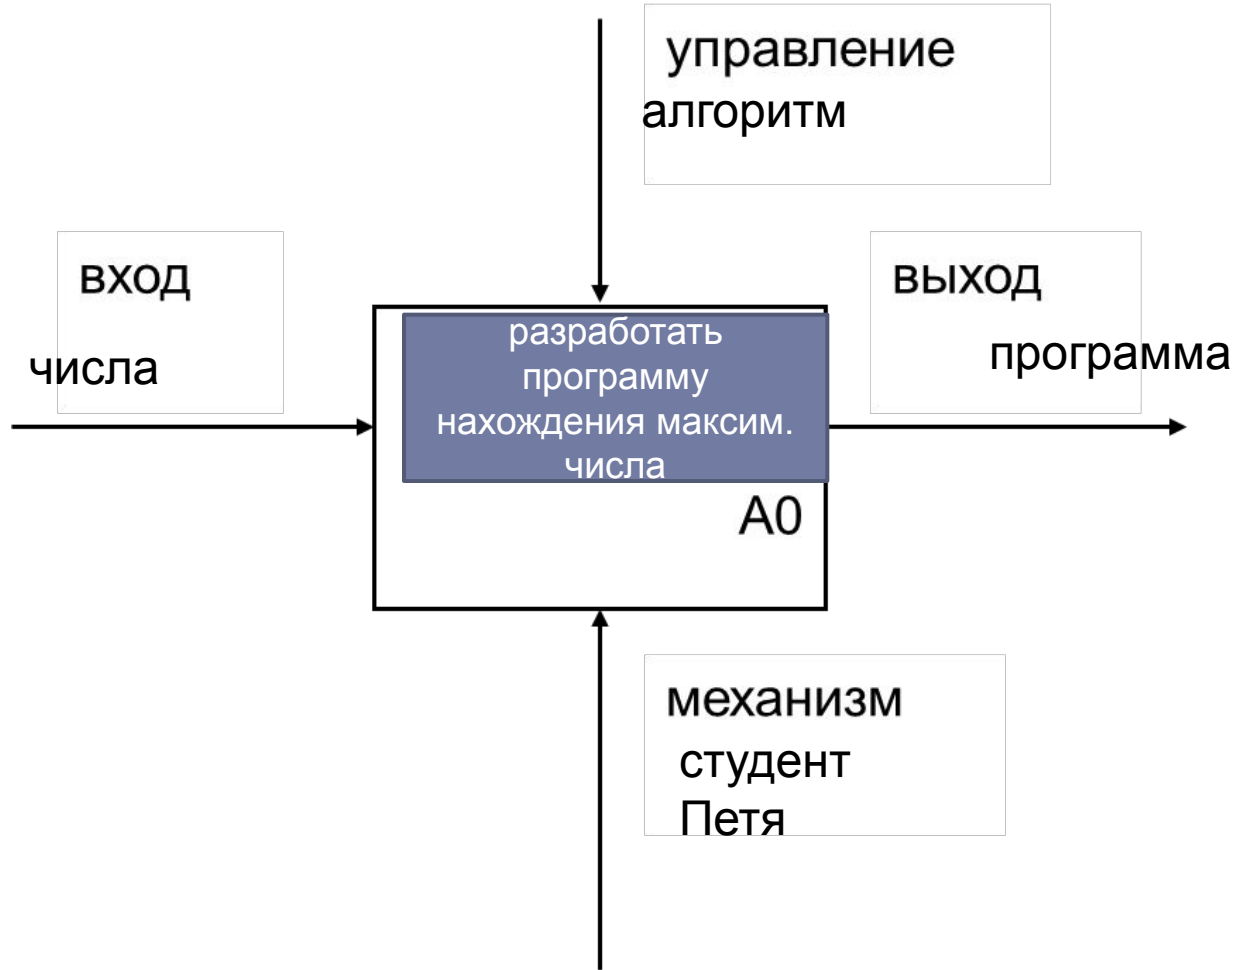 управление
алгоритм
вход
числа
выход
программа
разработать
программу
нахождения максим.
числа
A0
механизм
студент
Петя